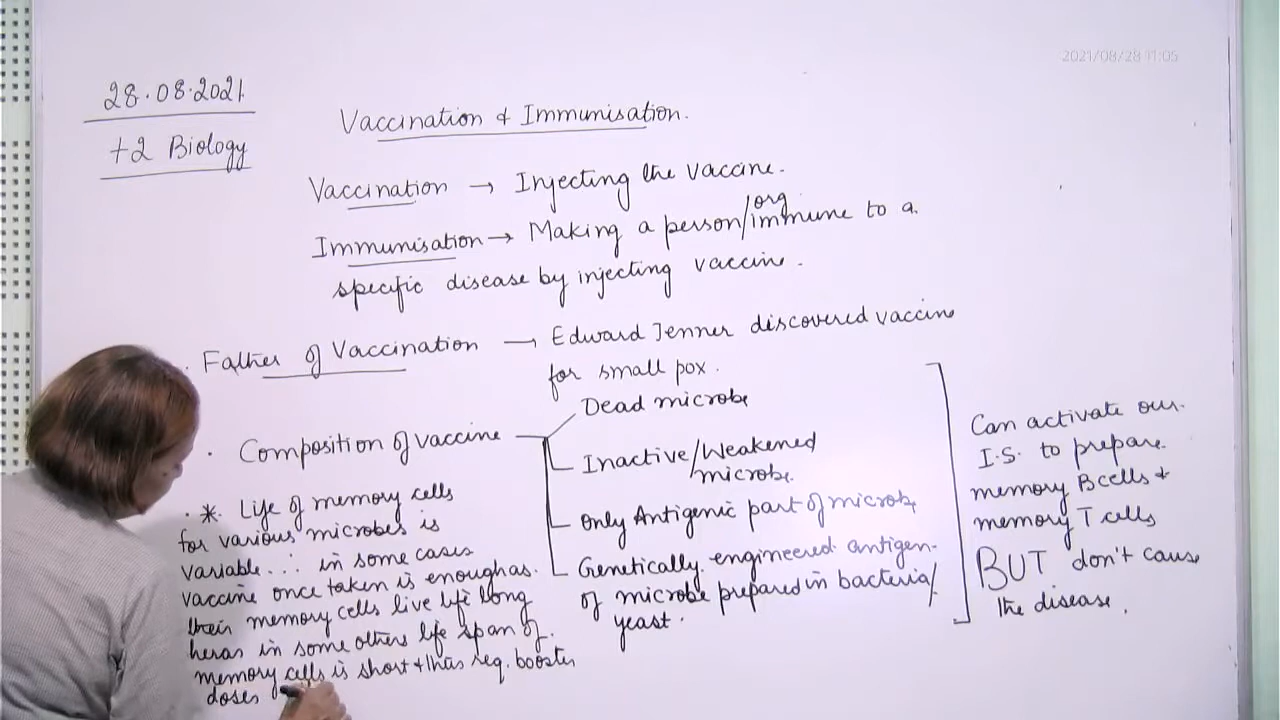 2021/08/28 11:05
28.08.2021
+2 Biology
Vaccination & Immunisation.
Vaccination → Injecting the vaccine.
Immunisation → Making a person/org immune to a
specific disease by injecting vaccine.
. Father of Vaccination → Edward Jenner discovered vaccine
for small pox.
. Composition of vaccine
Dead microbe
Inactive/Weakened
microbe.
Only Antigenic part of microbe
Genetically engineered antigen
of microbe prepared in bacteria/
yeast.
Can activate our
I.S. to prepare
memory B cells &
memory T cells
BUT don't cause
the disease.
. * . Life of memory cells
for various microbes is
variable... in some cases
vaccine once taken is enough as
their memory cells live life long
heras in some others life span of
memory cells is short & thus req. booster
doses